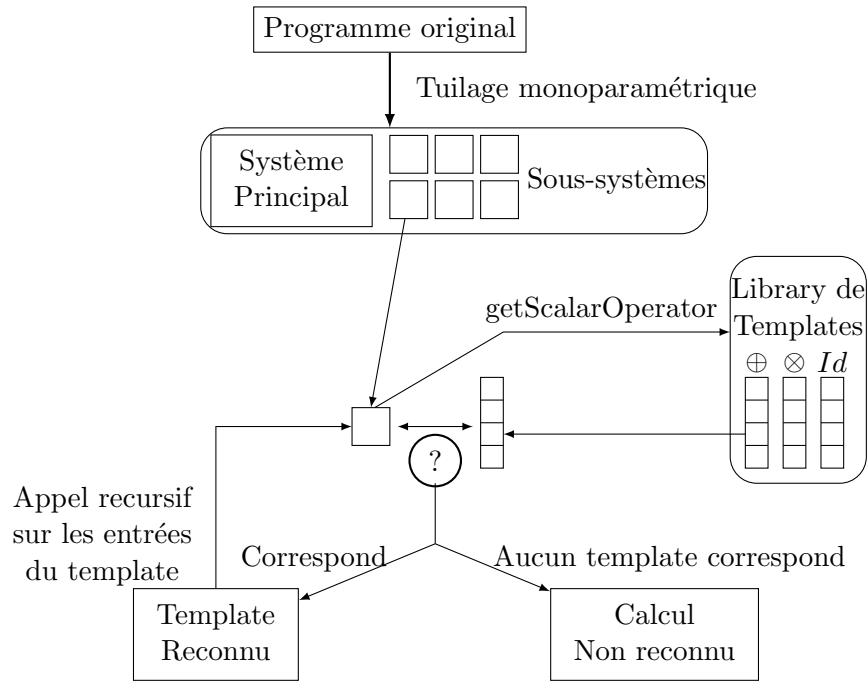 Programme original
Tuilage monoparamétrique
Système
Principal
Sous-systèmes
getScalarOperator
Library de
Templates
⊕ ⊗ Id
?
Appel recursif
sur les entrées
du template
Correspond
Aucun template correspond
Template
Reconnu
Calcul
Non reconnu